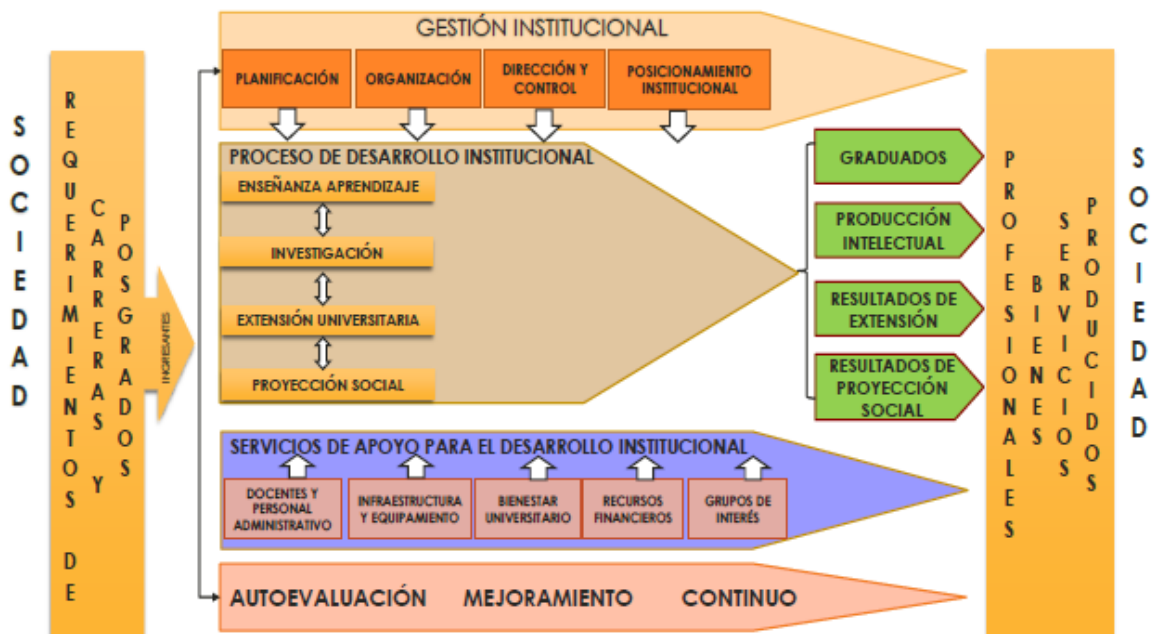 SOCIEDAD
REQUERIMIENTOS DE
CARRERAS Y
POSGRADOS
INGRESANTES
GESTIÓN INSTITUCIONAL
PLANIFICACIÓN
ORGANIZACIÓN
DIRECCIÓN Y
CONTROL
POSICIONAMIENTO
INSTITUCIONAL
PROCESO DE DESARROLLO INSTITUCIONAL
ENSEÑANZA APRENDIZAJE
INVESTIGACIÓN
EXTENSIÓN UNIVERSITARIA
PROYECCIÓN SOCIAL
SERVICIOS DE APOYO PARA EL DESARROLLO INSTITUCIONAL
DOCENTES Y
PERSONAL
ADMINISTRATIVO
INFRAESTRUCTURA
Y EQUIPAMIENTO
BIENESTAR
UNIVERSITARIO
RECURSOS
FINANCIEROS
GRUPOS DE
INTERÉS
AUTOEVALUACIÓN MEJORAMIENTO CONTINUO
GRADUADOS
PRODUCCIÓN
INTELECTUAL
RESULTADOS DE
EXTENSIÓN
RESULTADOS DE
PROYECCIÓN
SOCIAL
PROFESIONALES
BIENES
SERVICIOS
PRODUCIDOS
SOCIEDAD